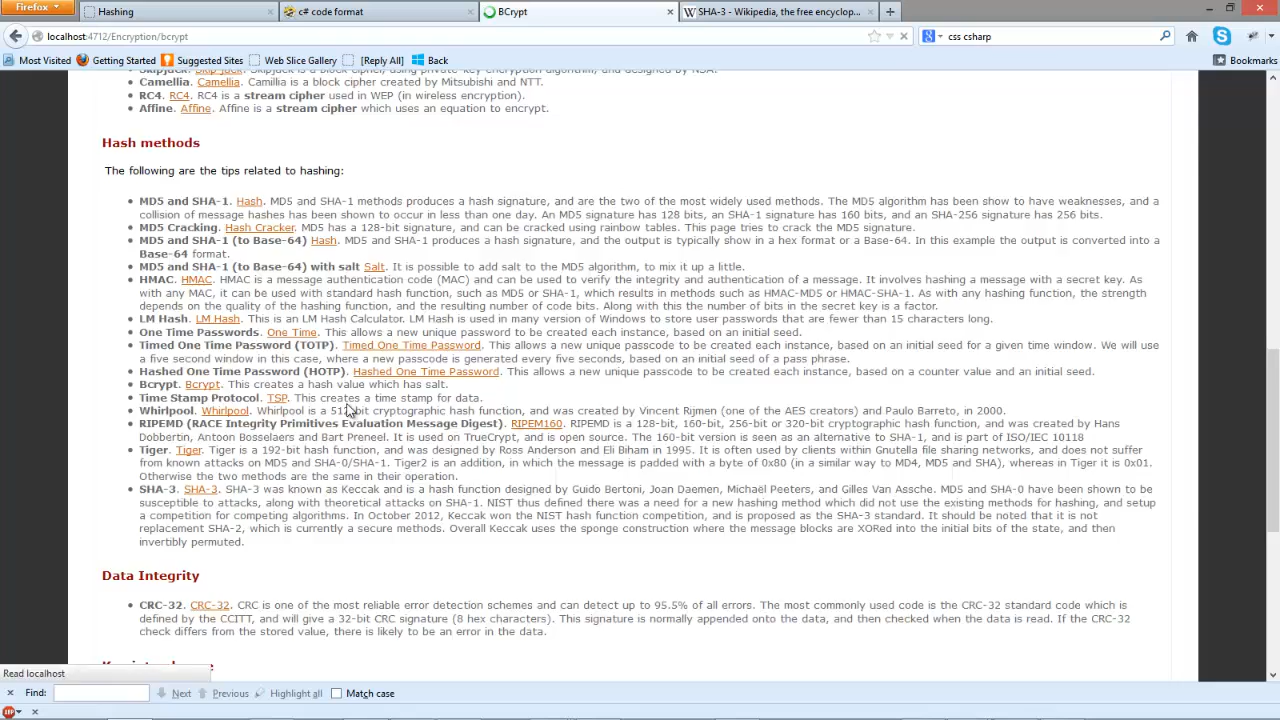 Firefox
Hashing
c# code format
BCrypt
SHA-3 - Wikipedia, the free encyclop...
localhost:4712/Encryption/bcrypt
css csharp
Most Visited Getting Started Suggested Sites Web Slice Gallery [Reply All] Back Bookmarks
Skipjack. Skip jack. Skipjack is a block cipher, using private-key encryption algorithm, and designed by NSA.
Camellia. Camellia. Camillia is a block cipher created by Mitsubishi and NTT.
RC4. RC4. RC4 is a stream cipher used in WEP (in wireless encryption).
Affine. Affine. Affine is a stream cipher which uses an equation to encrypt.
Hash methods
The following are the tips related to hashing:
MD5 and SHA-1. Hash. MD5 and SHA-1 methods produces a hash signature, and are the two of the most widely used methods. The MD5 algorithm has been show to have weaknesses, and a
collision of message hashes has been shown to occur in less than one day. An MD5 signature has 128 bits, an SHA-1 signature has 160 bits, and an SHA-256 signature has 256 bits.
MD5 Cracking. Hash Cracker. MD5 has a 128-bit signature, and can be cracked using rainbow tables. This page tries to crack the MD5 signature.
MD5 and SHA-1 (to Base-64) Hash. MD5 and SHA-1 produces a hash signature, and the output is typically show in a hex format or a Base-64. In this example the output is converted into a
Base-64 format.
MD5 and SHA-1 (to Base-64) with salt Salt. It is possible to add salt to the MD5 algorithm, to mix it up a little.
HMAC. HMAC. HMAC is a message authentication code (MAC) and can be used to verify the integrity and authentication of a message. It involves hashing a message with a secret key. As
with any MAC, it can be used with standard hash function, such as MD5 or SHA-1, which results in methods such as HMAC-MD5 or HMAC-SHA-1. As with any hashing function, the strength
depends on the quality of the hashing function, and the resulting number of code bits. Along with this the number of bits in the secret key is a factor.
LM Hash. LM Hash. This is an LM Hash Calculator. LM Hash is used in many version of Windows to store user passwords that are fewer than 15 characters long.
One Time Passwords. One Time. This allows a new unique password to be created each instance, based on an initial seed.
Timed One Time Password (TOTP). Timed One Time Password. This allows a new unique passcode to be created each instance, based on an initial seed for a given time window. We will use
a five second window in this case, where a new passcode is generated every five seconds, based on an initial seed of a pass phrase.
Hashed One Time Password (HOTP). Hashed One Time Password. This allows a new unique passcode to be created each instance, based on a counter value and an initial seed.
Bcrypt. Bcrypt. This creates a hash value which has salt.
Time Stamp Protocol. TSP. This creates a time stamp for data.
Whirlpool. Whirlpool. Whirlpool is a 512-bit cryptographic hash function, and was created by Vincent Rijmen (one of the AES creators) and Paulo Barreto, in 2000.
RIPEMD (RACE Integrity Primitives Evaluation Message Digest). RIPEM160. RIPEMD is a 128-bit, 160-bit, 256-bit or 320-bit cryptographic hash function, and was created by Hans
Dobbertin, Antoon Bosselaers and Bart Preneel. It is used on TrueCrypt, and is open source. The 160-bit version is seen as an alternative to SHA-1, and is part of ISO/IEC 10118
Tiger. Tiger. Tiger is a 192-bit hash function, and was designed by Ross Anderson and Eli Biham in 1995. It is often used by clients within Gnutella file sharing networks, and does not suffer
from known attacks on MD5 and SHA-0/SHA-1. Tiger2 is an addition, in which the message is padded with a byte of 0x80 (in a similar way to MD4, MD5 and SHA), whereas in Tiger it is 0x01.
Otherwise the two methods are the same in their operation.
SHA-3. SHA-3. SHA-3 was known as Keccak and is a hash function designed by Guido Bertoni, Joan Daemen, Michaël Peeters, and Gilles Van Assche. MD5 and SHA-0 have been shown to be
susceptible to attacks, along with theoretical attacks on SHA-1. NIST thus defined there was a need for a new hashing method which did not use the existing methods for hashing, and setup
a competition for competing algorithms. In October 2012, Keccak won the NIST hash function competition, and is proposed as the SHA-3 standard. It should be noted that it is not
replacement SHA-2, which is currently a secure methods. Overall Keccak uses the sponge construction where the message blocks are XORed into the initial bits of the state, and then
invertibly permuted.
Data Integrity
CRC-32. CRC-32. CRC is one of the most reliable error detection schemes and can detect up to 95.5% of all errors. The most commonly used code is the CRC-32 standard code which is
defined by the CCITT, and will give a 32-bit CRC signature (8 hex characters). This signature is normally appended onto the data, and then checked when the data is read. If the CRC-32
check differs from the stored value, there is likely to be an error in the data.
Read localhost
Find: Next Previous Highlight all Match case